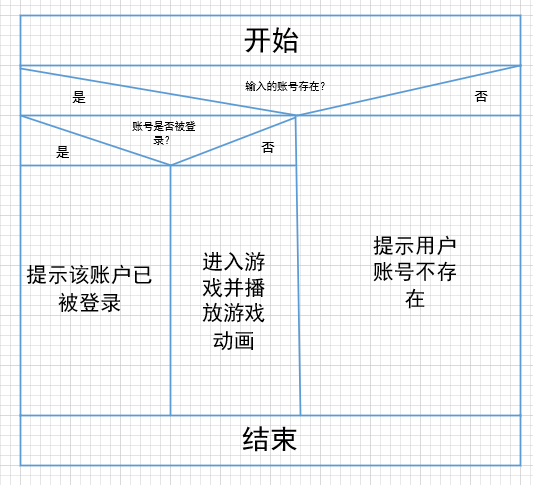 开始
输入的账号存在?
是
否
账号是否被登
录?
是
否
提示该账户已
被登录
进入游
戏并播
放游戏
动画
提示用户
账号不存
在
结束